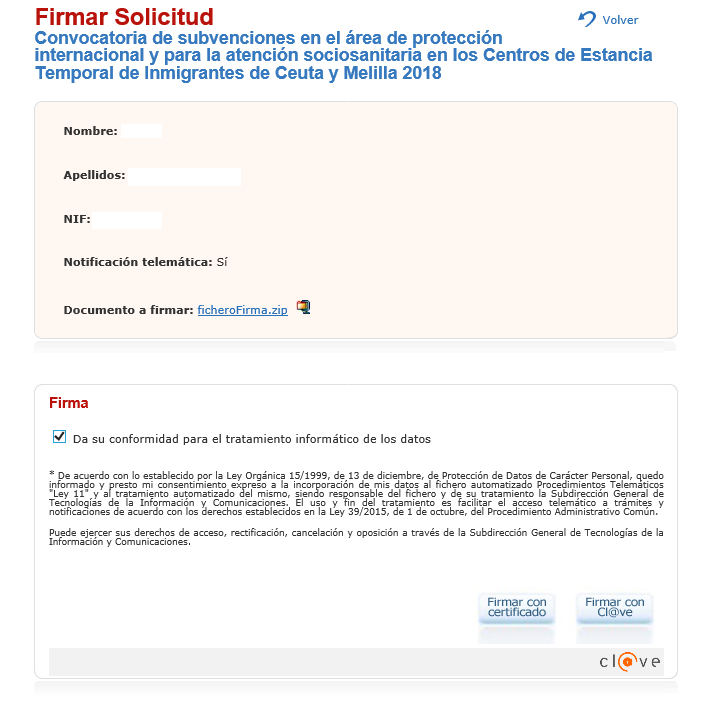 Firmar Solicitud
Volver
Convocatoria de subvenciones en el área de protección
internacional y para la atención sociosanitaria en los Centros de Estancia
Temporal de Inmigrantes de Ceuta y Melilla 2018
Nombre:
Apellidos:
NIF:
Notificación telemática: Sí
Documento a firmar: ficheroFirma.zip
Firma
Da su conformidad para el tratamiento informático de los datos
* De acuerdo con lo establecido por la Ley Orgánica 15/1999, de 13 de diciembre, de Protección de Datos de Carácter Personal, quedo
informado y presto mi consentimiento expreso a la incorporación de mis datos al fichero automatizado Procedimientos Telemáticos
"Ley 11" y al tratamiento automatizado del mismo, siendo responsable del fichero y de su tratamiento la Subdirección General de
Tecnologías de la Información y Comunicaciones. El uso y fin del tratamiento es facilitar el acceso telemático a trámites y
notificaciones de acuerdo con los derechos establecidos en la Ley 39/2015, de 1 de octubre, del Procedimiento Administrativo Común.
Puede ejercer sus derechos de acceso, rectificación, cancelación y oposición a través de la Subdirección General de Tecnologías de la
Información y Comunicaciones.
Firmar con
certificado
Firmar con
Cl@ve
cl@ve